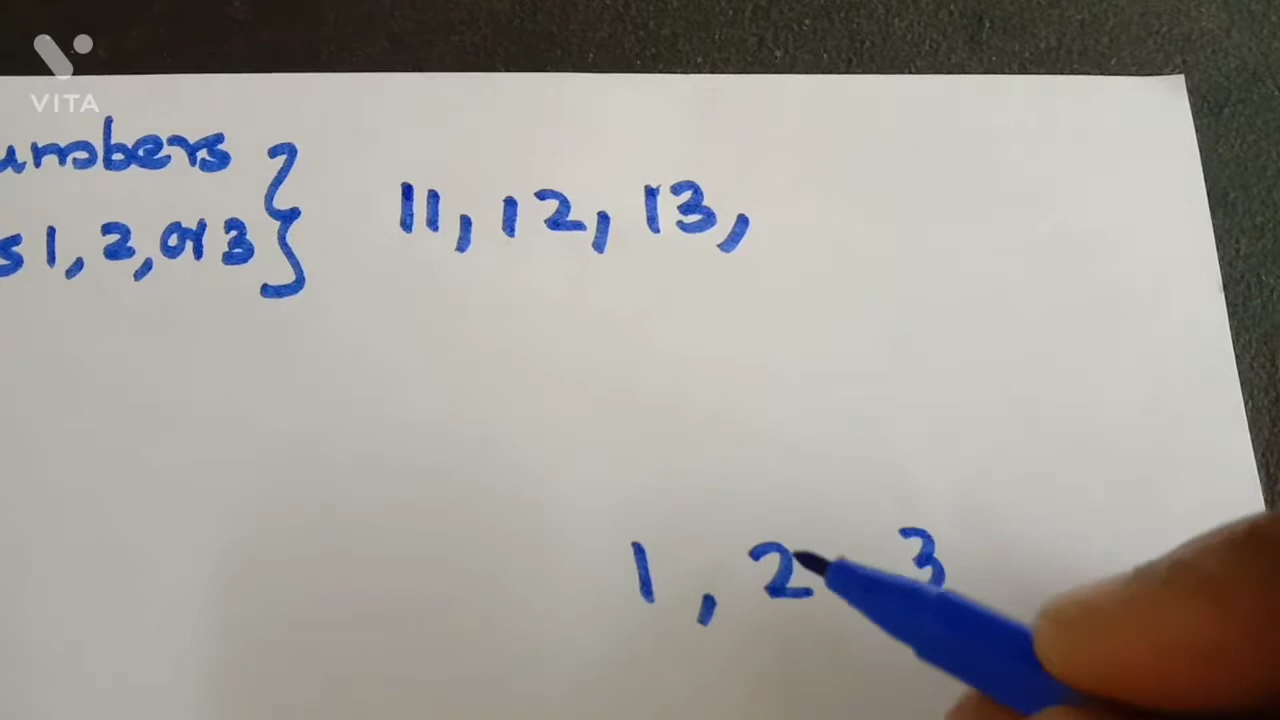 VITA
umbers
s 1, 2, or 3 } 11, 12, 13,
1, 2 3